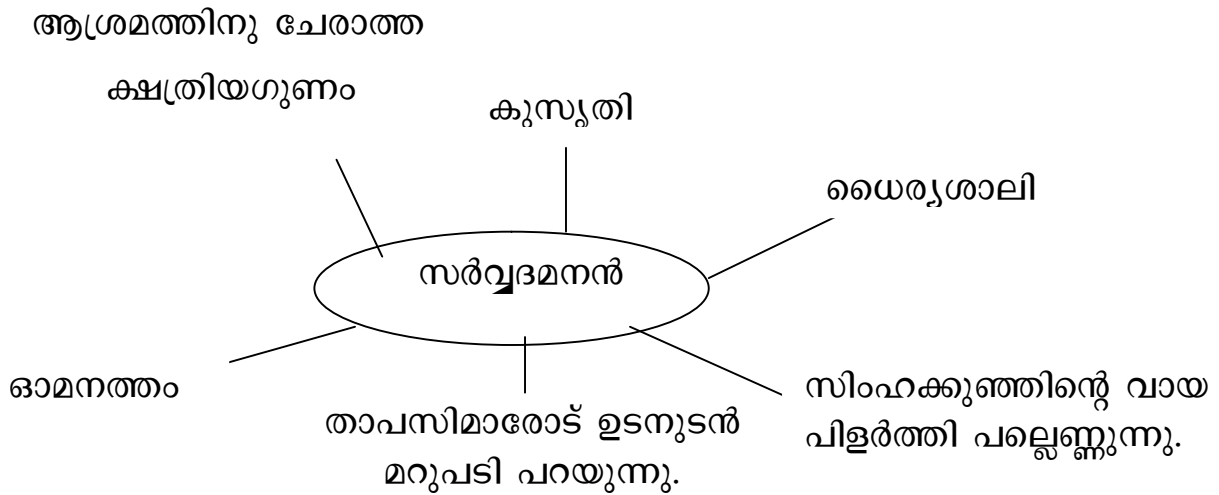 ആശ്രമത്തിനു ചേരാത്ത
ക്ഷത്രിയഗുണം
കുസൃതി
ധൈര്യശാലി
സർവ്വദമനൻ
ഓമനത്തം
താപസിമാരോട് ഉടനുടൻ
മറുപടി പറയുന്നു.
സിംഹക്കുഞ്ഞിന്റെ വായ
പിളർത്തി പല്ലെണ്ണുന്നു.